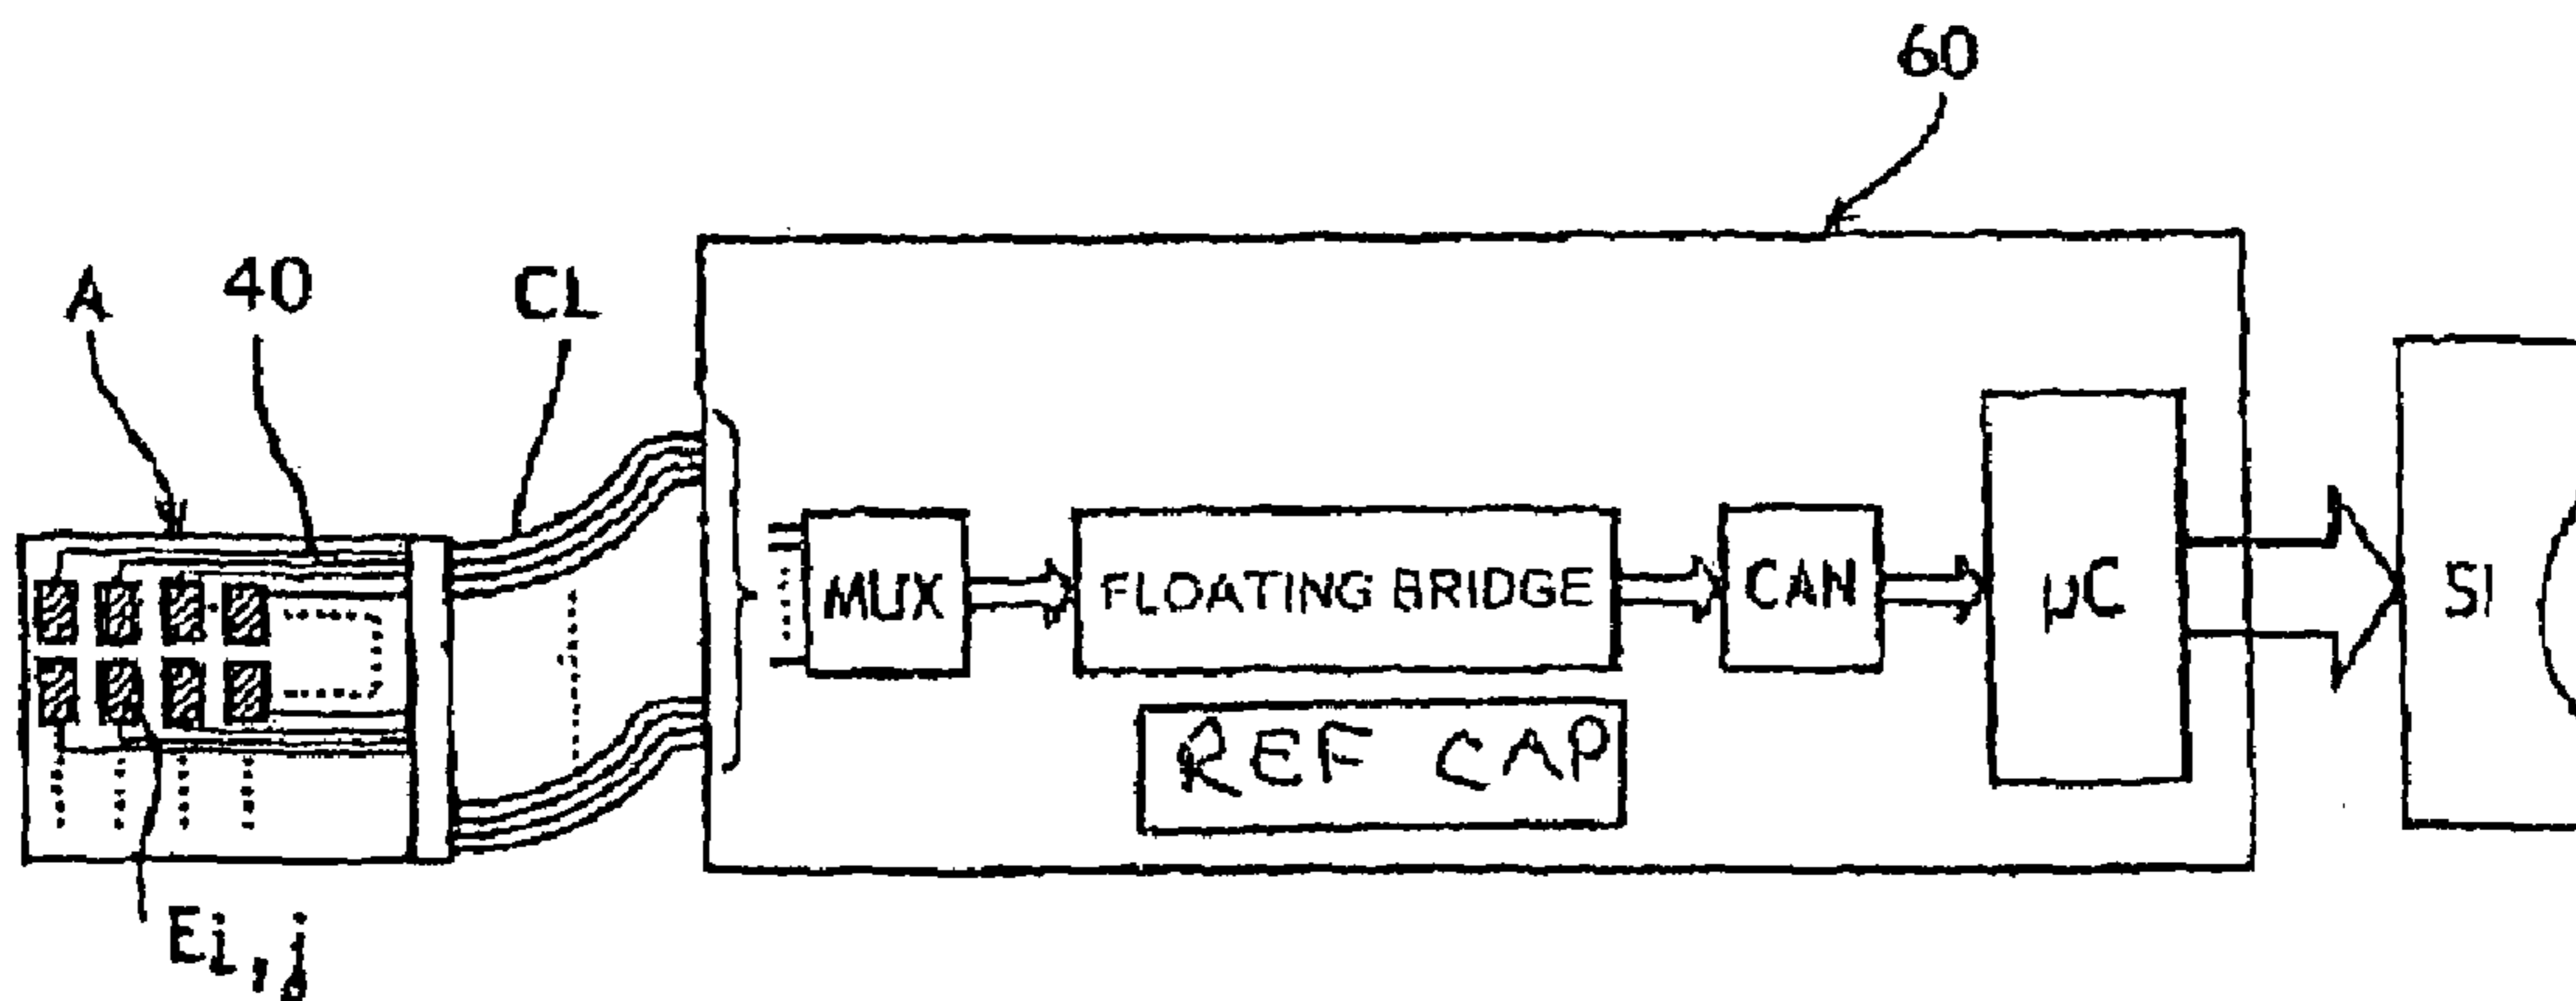 60
A 40 CL
MUX FLOATING BRIDGE CAN µC SI
REF CAP
Ei,j